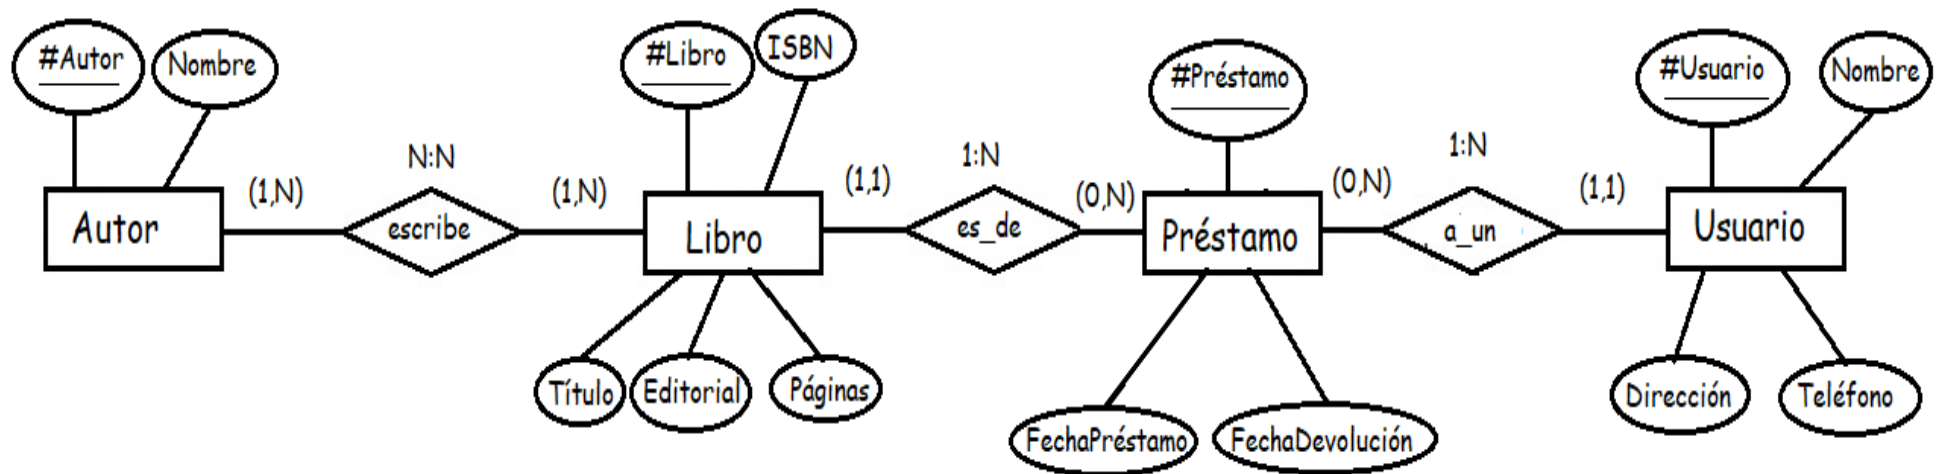 #Autor
Nombre
#Libro
ISBN
#Préstamo
#Usuario
Nombre
N:N
1:N
1:N
(1,N)
(1,N)
(1,1)
(0,N)
(0,N)
(1,1)
Autor
escribe
Libro
es_de
Préstamo
a_un
Usuario
Título
Editorial
Páginas
FechaPréstamo
FechaDevolución
Dirección
Teléfono